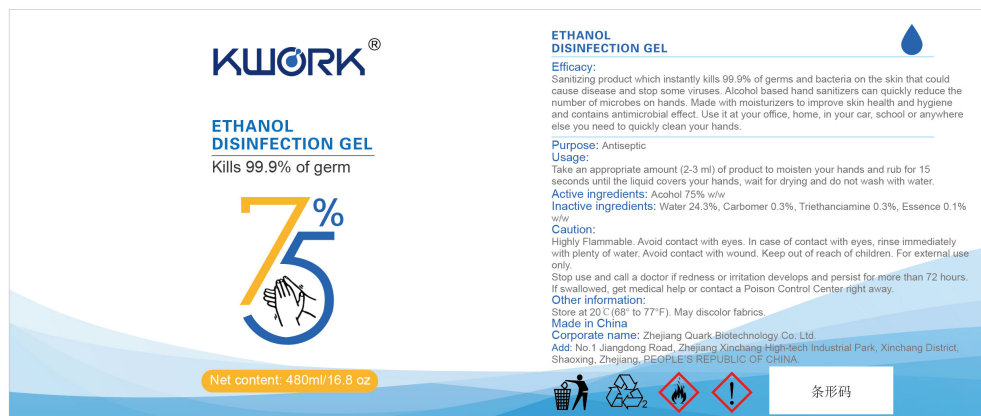 KWORK®
ETHANOL
DISINFECTION GEL
Kills 99.9% of germ
75%
Net content: 480ml/16.8 oz
ETHANOL
DISINFECTION GEL
Efficacy:
Sanitizing product which instantly kills 99.9% of germs and bacteria on the skin that could
cause disease and stop some viruses. Alcohol based hand sanitizers can quickly reduce the
number of microbes on hands. Made with moisturizers to improve skin health and hygiene
and contains antimicrobial effect. Use it at your office, home, in your car, school or anywhere
else you need to quickly clean your hands.
Purpose: Antiseptic
Usage:
Take an appropriate amount (2-3 ml) of product to moisten your hands and rub for 15
seconds until the liquid covers your hands, wait for drying and do not wash with water.
Active ingredients: Acohol 75% w/w
Inactive ingredients: Water 24.3%, Carbomer 0.3%, Triethanciamine 0.3%, Essence 0.1%
w/w
Caution:
Highly Flammable. Avoid contact with eyes. In case of contact with eyes, rinse immediately
with plenty of water. Avoid contact with wound. Keep out of reach of children. For external use
only.
Stop use and call a doctor if redness or irritation develops and persist for more than 72 hours.
If swallowed, get medical help or contact a Poison Control Center right away.
Other information:
Store at 20℃(68° to 77°F). May discolor fabrics.
Made in China
Corporate name: Zhejiang Quark Biotechnology Co. Ltd.
Add: No.1 Jiangdong Road, Zhejiang Xinchang High-tech Industrial Park, Xinchang District,
Shaoxing, Zhejiang, PEOPLE'S REPUBLIC OF CHINA.
2
条形码